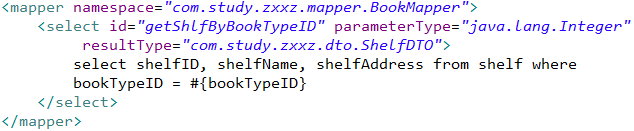 <mapper namespace="com.study.zxxz.mapper.BookMapper">
<select id="getShlfByBookTypeID" parameterType="java.lang.Integer"
resultType="com.study.zxxz.dto.ShelfDTO">
select shelfID, shelfName, shelfAddress from shelf where
bookTypeID = #{bookTypeID}
</select>
</mapper>